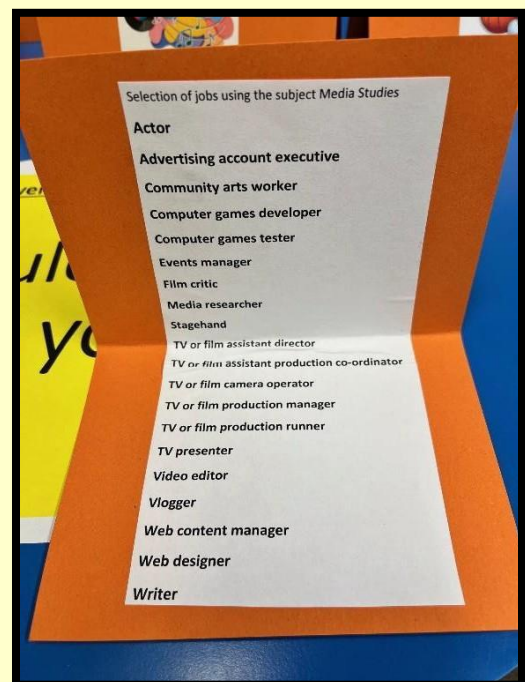 Selection of jobs using the subject Media Studies
Actor
Advertising account executive
Community arts worker
Computer games developer
Computer games tester
Events manager
Film critic
Media researcher
Stagehand
TV or film assistant director
TV or film assistant production co-ordinator
TV or film camera operator
TV or film production manager
TV or film production runner
TV presenter
Video editor
Vlogger
Web content manager
Web designer
Writer